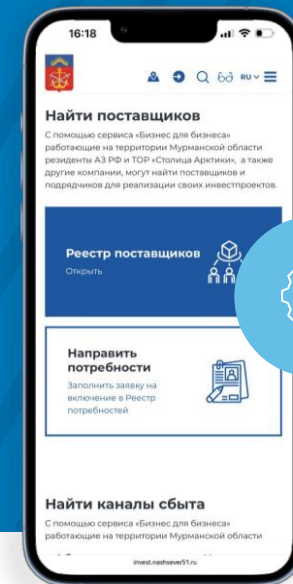 16:18
RU
Найти поставщиков
С помощью сервиса «Бизнес для бизнеса»
работающие на территории Мурманской области
резиденты АЗ РФ и ТОР «Столица Арктики», а также
другие компании, могут найти поставщиков и
подрядчиков для реализации своих инвестпроектов.
Реестр поставщиков
Открыть
Направить
потребности
Заполнить заявку на
включение в Реестр
потребностей
Найти каналы сбыта
С помощью сервиса «Бизнес для бизнеса»
работающие на территории Мурманской области
invest.nashsever51.ru